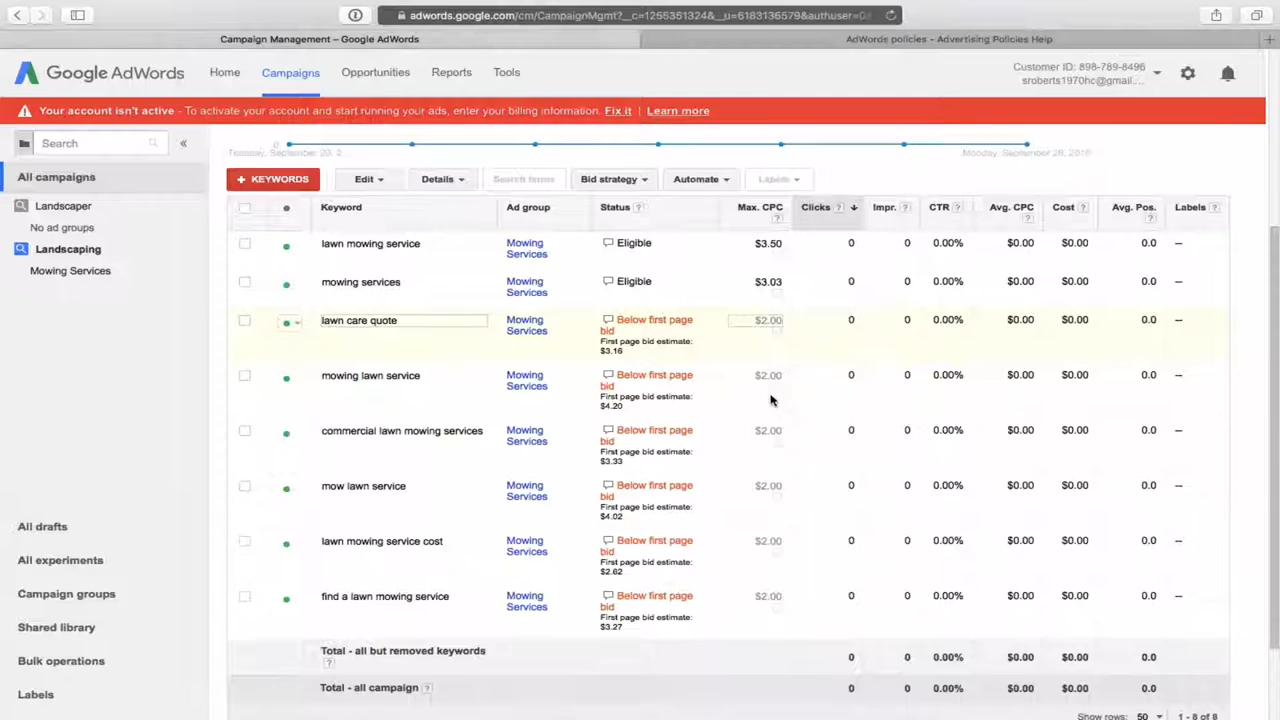 adwords.google.com/cm/CampaignMgmt?__c=1255351324&__u=6183136579&authuser=0
Campaign Management – Google AdWords
AdWords policies - Advertising Policies Help
Google AdWords
Home
Campaigns
Opportunities
Reports
Tools
Customer ID: 898-789-8496
sroberts1970hc@gmail....
Your account isn't active - To activate your account and start running your ads, enter your billing information. Fix it | Learn more
Search
All campaigns
Landscaper
No ad groups
Landscaping
Mowing Services
All drafts
All experiments
Campaign groups
Shared library
Bulk operations
Labels
0
Tuesday, September 20, 2...
Monday, September 26, 2016
+ KEYWORDS
Edit
Details
Search terms
Bid strategy
Automate
Labels
Keyword Ad group Status ? Max. CPC ? Clicks ? Impr. ? CTR ? Avg. CPC ? Cost ? Avg. Pos. ? Labels ?
lawn mowing service Mowing Services Eligible $3.50 0 0 0.00% $0.00 $0.00 0.0 --
mowing services Mowing Services Eligible $3.03 0 0 0.00% $0.00 $0.00 0.0 --
lawn care quote Mowing Services Below first page bid First page bid estimate: $3.16 $2.00 0 0 0.00% $0.00 $0.00 0.0 --
mowing lawn service Mowing Services Below first page bid First page bid estimate: $4.20 $2.00 0 0 0.00% $0.00 $0.00 0.0 --
commercial lawn mowing services Mowing Services Below first page bid First page bid estimate: $3.33 $2.00 0 0 0.00% $0.00 $0.00 0.0 --
mow lawn service Mowing Services Below first page bid First page bid estimate: $4.02 $2.00 0 0 0.00% $0.00 $0.00 0.0 --
lawn mowing service cost Mowing Services Below first page bid First page bid estimate: $2.62 $2.00 0 0 0.00% $0.00 $0.00 0.0 --
find a lawn mowing service Mowing Services Below first page bid First page bid estimate: $3.27 $2.00 0 0 0.00% $0.00 $0.00 0.0 --
Total - all but removed keywords ? 0 0 0.00% $0.00 $0.00 0.0
Total - all campaign ? 0 0 0.00% $0.00 $0.00 0.0
Show rows: 50 1 - 8 of 8